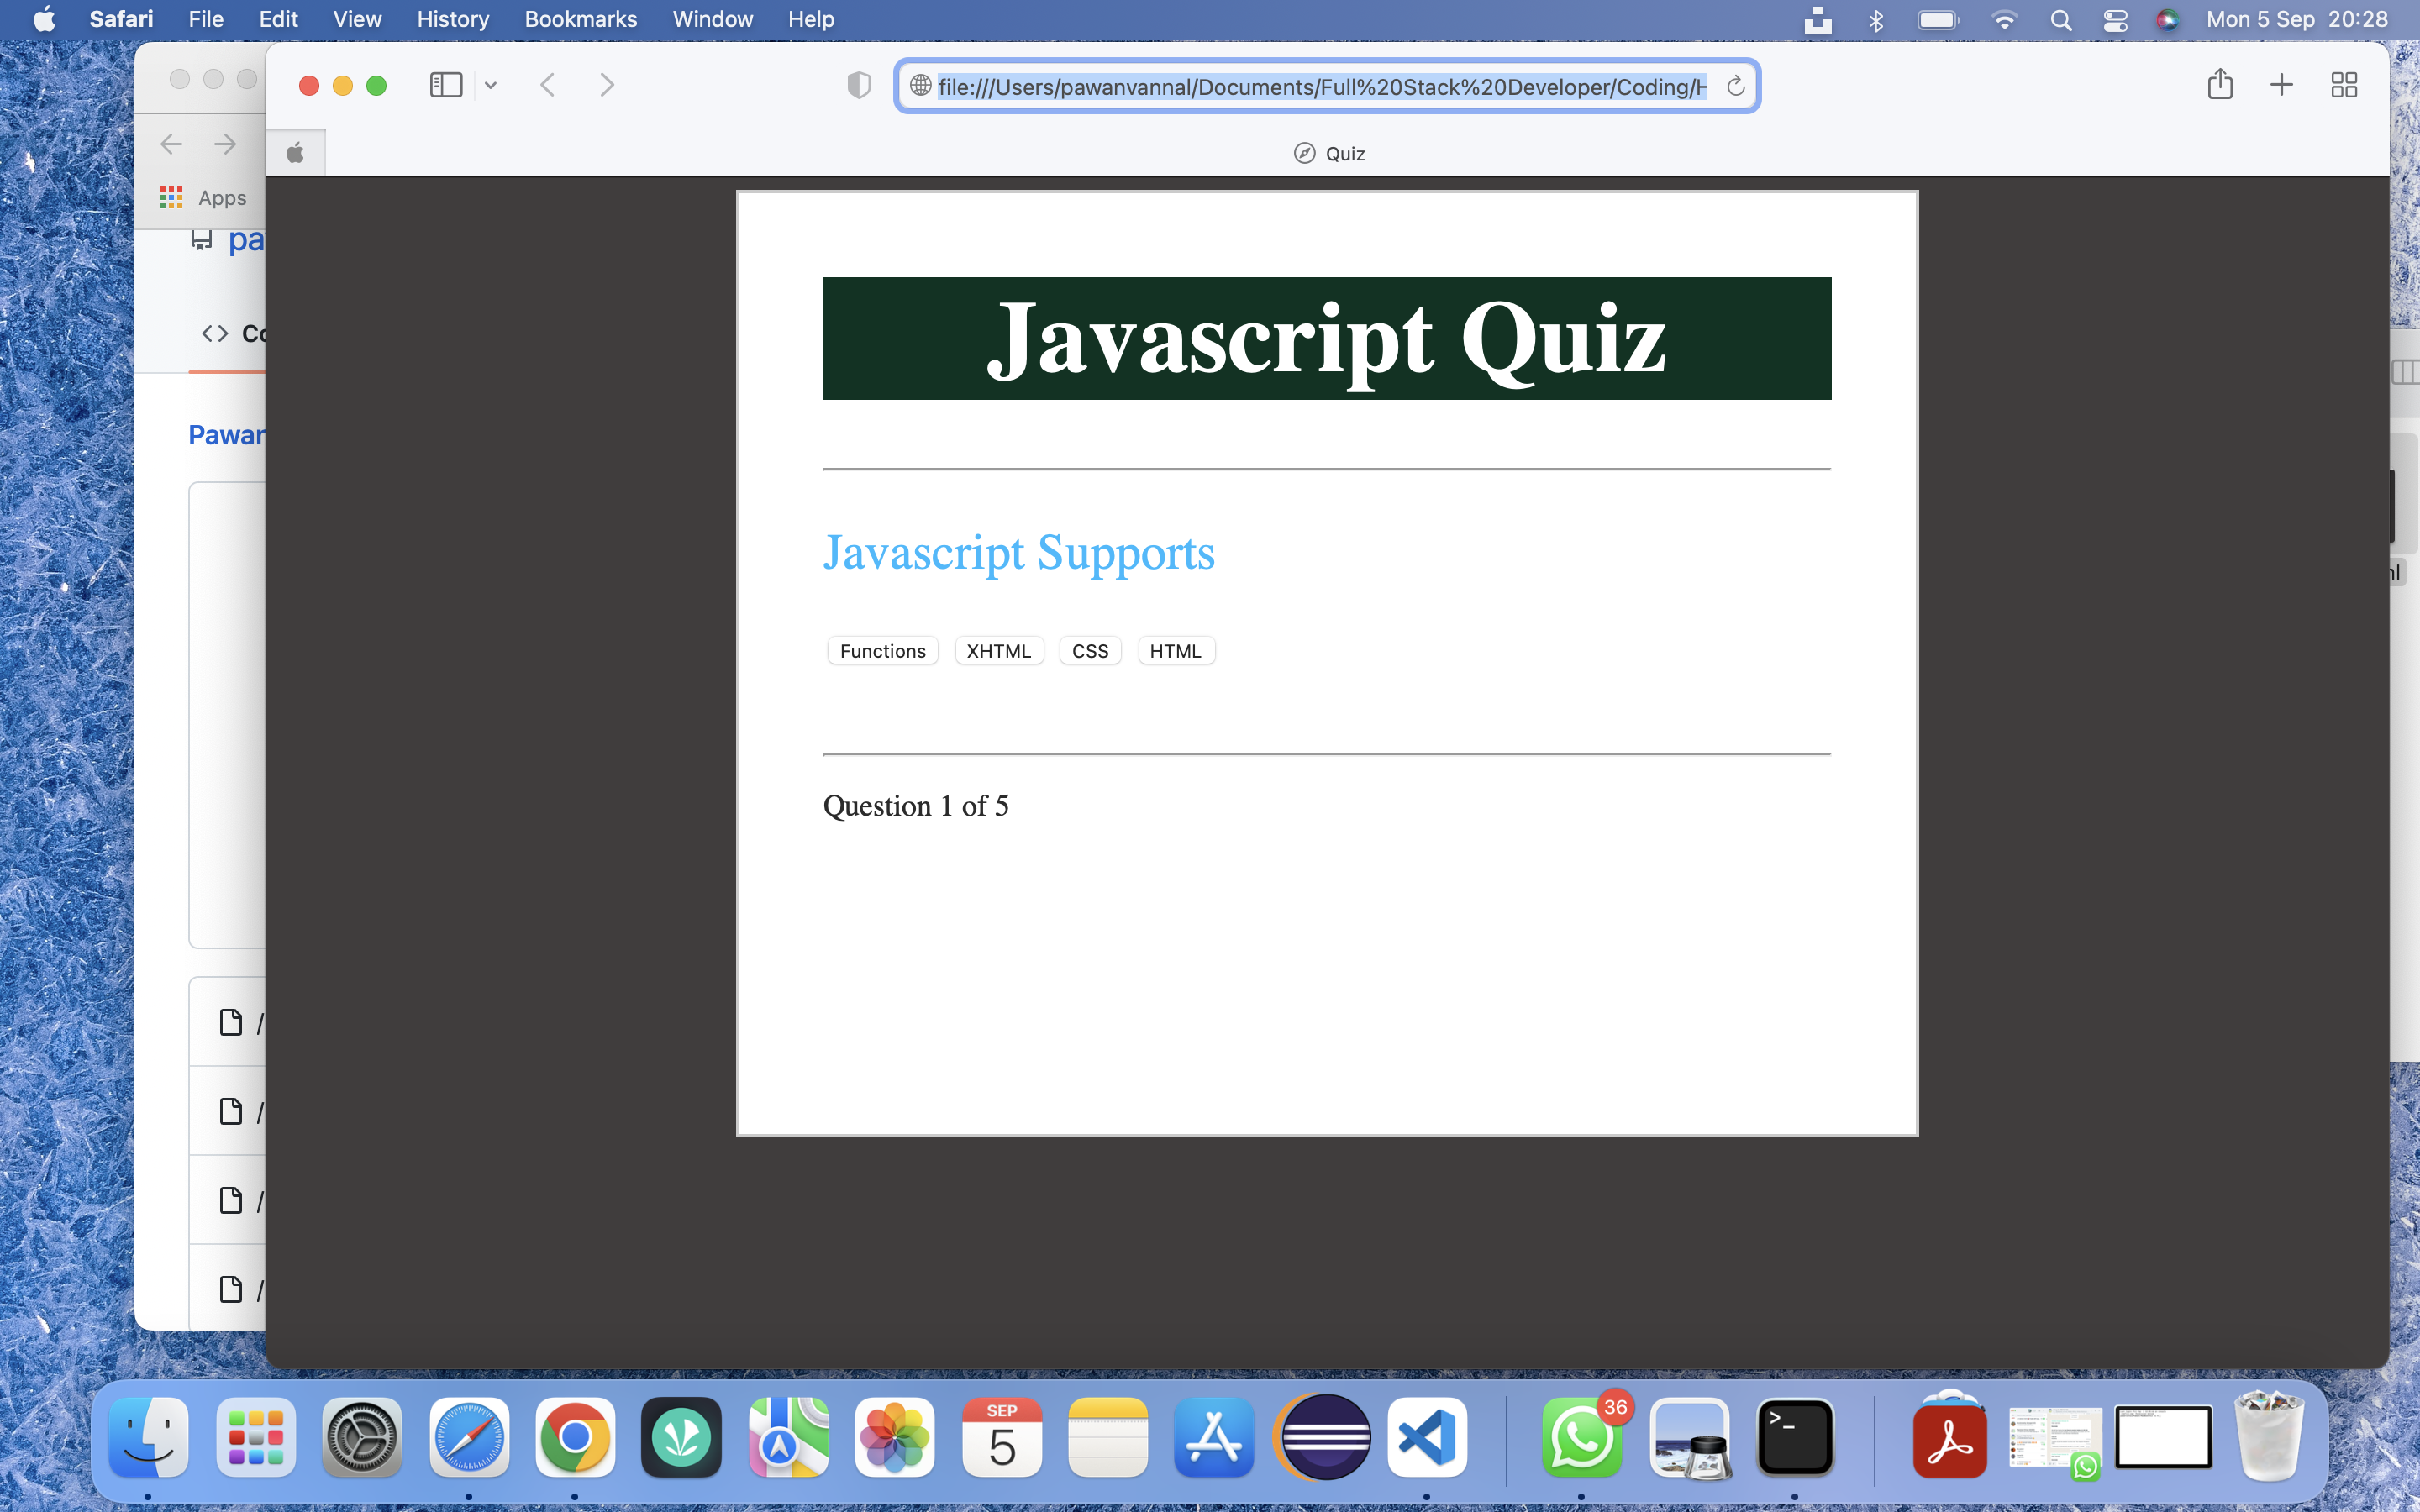 Safari File Edit View History Bookmarks Window Help Mon 5 Sep 20:28
file:///Users/pawanvannal/Documents/Full%20Stack%20Developer/Coding/H
Quiz
Apps
pa
Co
Pawan
/
/
/
/
Javascript Quiz
Javascript Supports
Functions XHTML CSS HTML
Question 1 of 5
SEP
5
36
>_